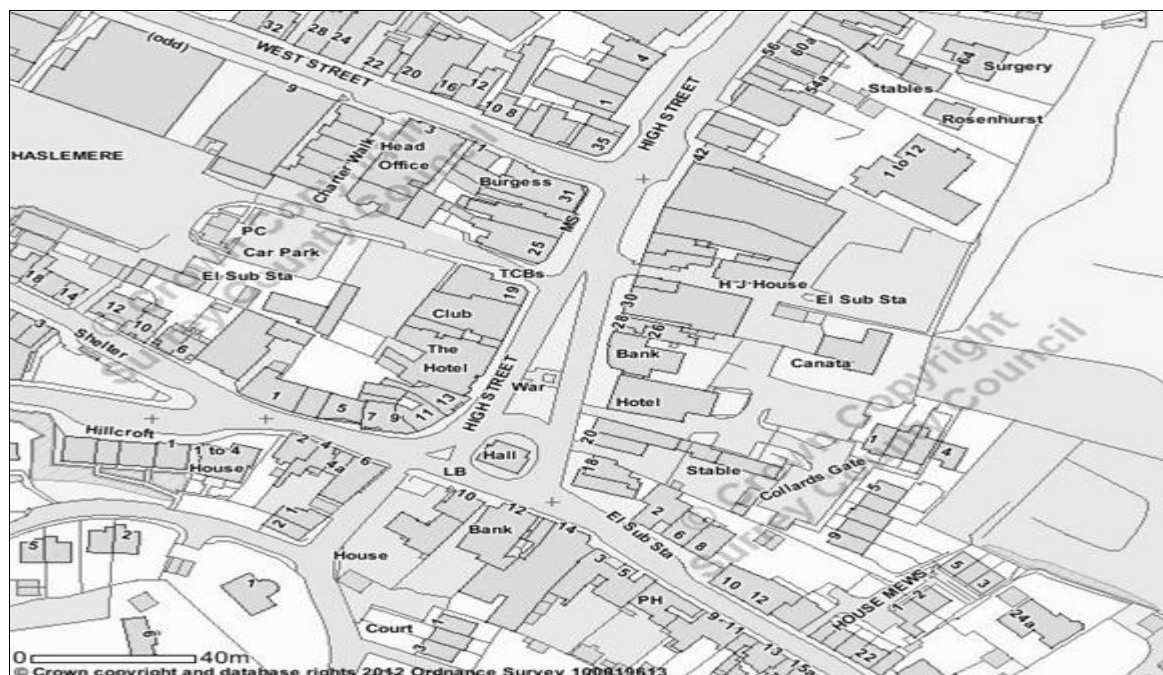 32
28
24
(odd)
WEST STREET
22
20
16
12
10
8
4
1
35
HIGH STREET
56
60a
54a
64
Surgery
Stables
Rosenhurst
1 to 12
42
9
3
Head
Office
Charter Walk
1
Burgess
31
MS
25
HASLEMERE
PC
Car Park
El Sub Sta
TCBs
19
Club
The
Hotel
H J House
El Sub Sta
28-30
26
Bank
Canata
Hotel
War
HIGH STREET
18
14
12
10
6
3
Shelter
1
5
7
9
11
13
Hillcroft
1
1 to 4
House
2
4
4a
6
LB
Hall
20
18
Stable
Collards Gate
1
4
5
9
10
12
14
Bank
El Sub Sta
2
6
8
House
1
2
5
2
1
3
5
PH
9-11
13
15a
10
12
HOUSE MEWS
5
3
1
2
22
24a
Court
1
3
6
0 40m
© Crown Copyright
Surrey County Council
© Crown Copyright
Surrey County Council
© Crown copyright and database rights 2012 Ordnance Survey 100019613